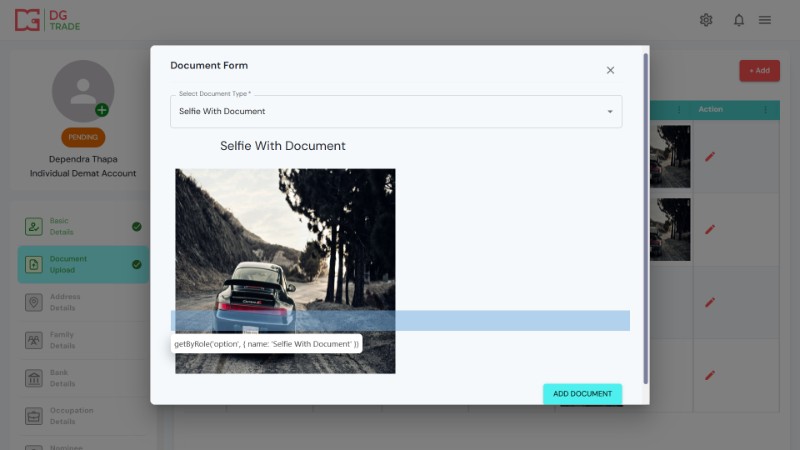 DG
TRADE
PENDING
Dependra Thapa
Individual Demat Account
Basic
Details
Document
Upload
Address
Details
Family
Details
Bank
Details
Occupation
Details
Nominee
Document Form
Select Document Type *
Selfie With Document
Selfie With Document
getByRole('option', { name: 'Selfie With Document' })
ADD DOCUMENT
+ Add
Action